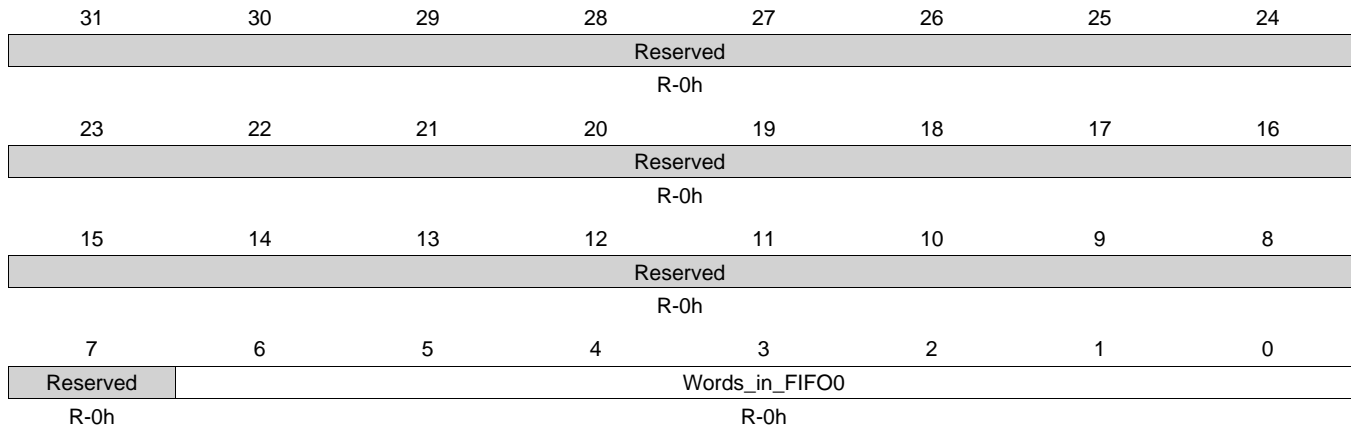 31 30 29 28 27 26 25 24
Reserved
R-0h
23 22 21 20 19 18 17 16
Reserved
R-0h
15 14 13 12 11 10 9 8
Reserved
R-0h
7 6 5 4 3 2 1 0
Reserved Words_in_FIFO0
R-0h R-0h